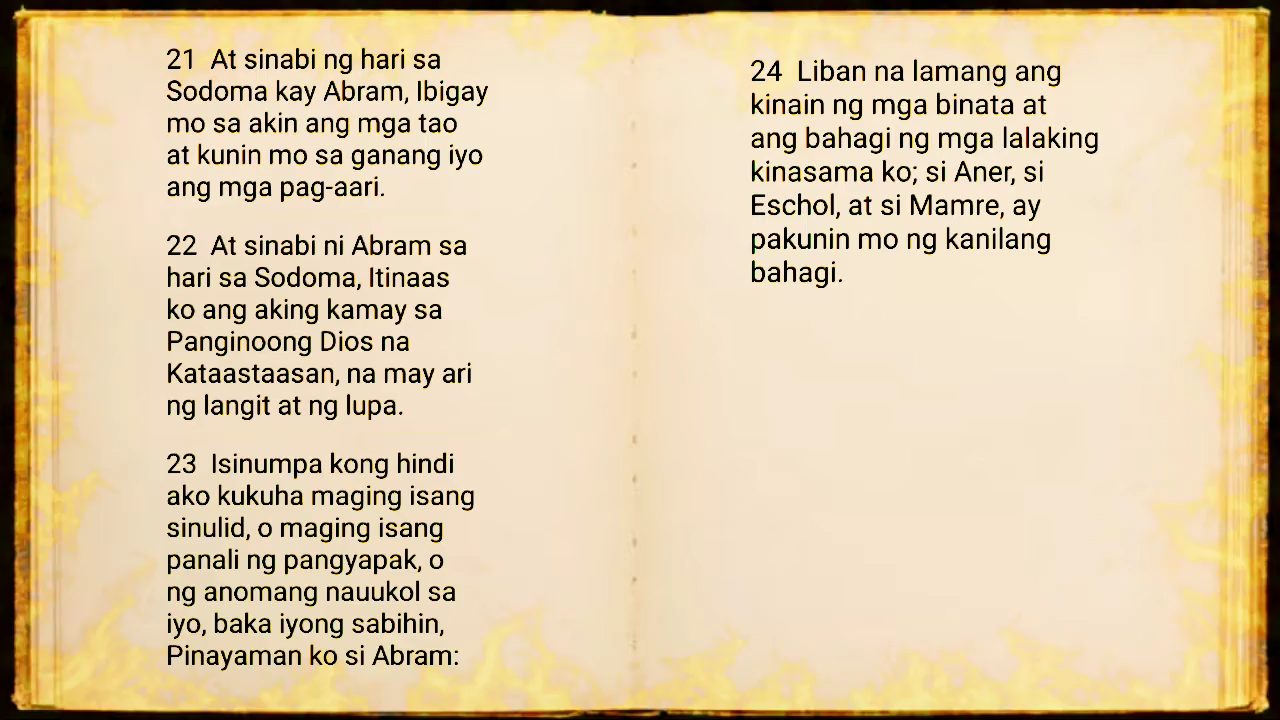 21  At sinabi ng hari sa
Sodoma kay Abram, Ibigay
mo sa akin ang mga tao
at kunin mo sa ganang iyo
ang mga pag-aari.
22  At sinabi ni Abram sa
hari sa Sodoma, Itinaas
ko ang aking kamay sa
Panginoong Dios na
Kataastaasan, na may ari
ng langit at ng lupa.
23  Isinumpa kong hindi
ako kukuha maging isang
sinulid, o maging isang
panali ng pangyapak, o
ng anomang nauukol sa
iyo, baka iyong sabihin,
Pinayaman ko si Abram:
24  Liban na lamang ang
kinain ng mga binata at
ang bahagi ng mga lalaking
kinasama ko; si Aner, si
Eschol, at si Mamre, ay
pakunin mo ng kanilang
bahagi.